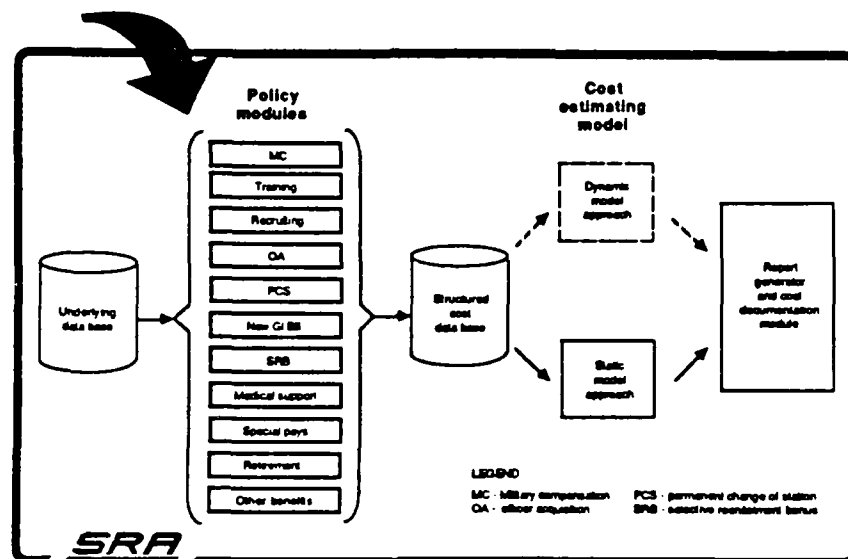 Policy
modules
Cost
estimating
model
MC
Training
Recruiting
OA
PCS
New GI Bill
SRB
Medical support
Special pays
Retirement
Other benefits
Underlying
data base
Structured
cost
data base
Dynamic
model
approach
Static
model
approach
Report
generator
and cost
documentation
module
LEGEND
MC - Military compensation
OA - officer acquisition
PCS - permanent change of station
SRB - selective reenlistment bonus
SRA